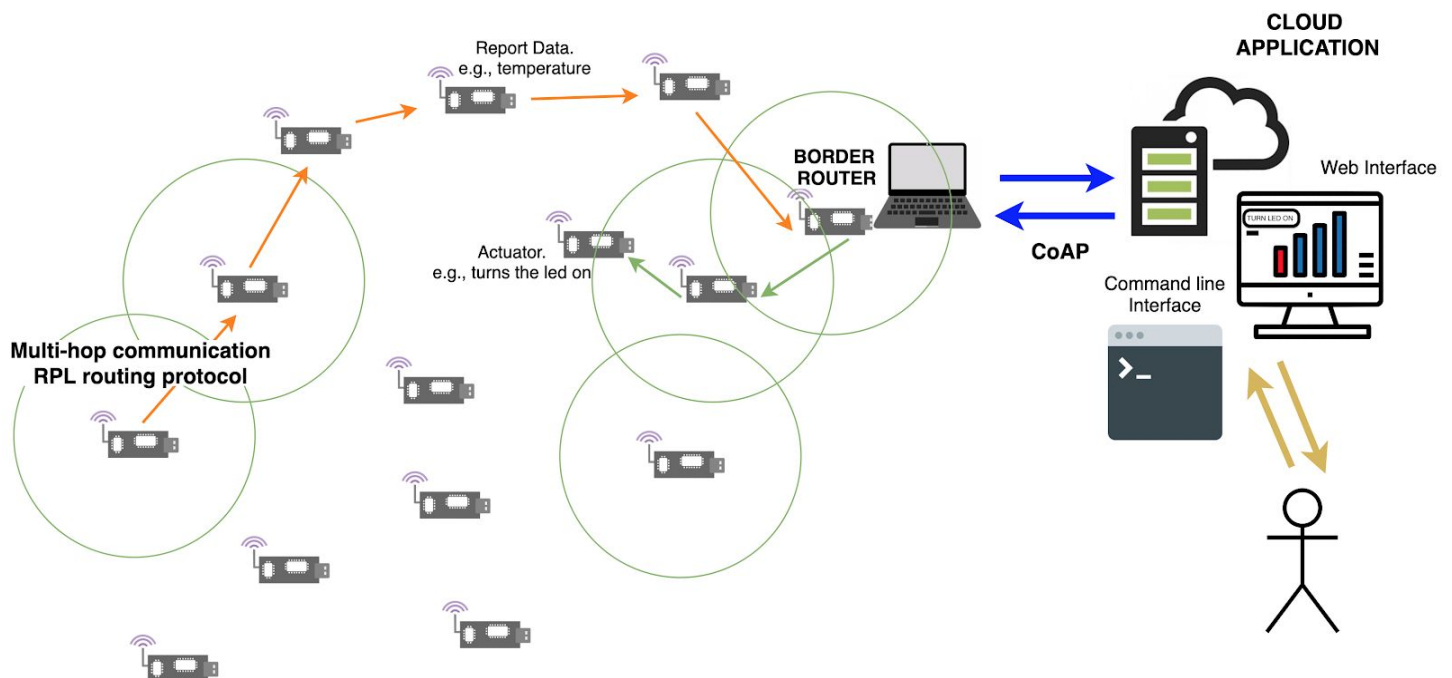 Report Data.
e.g., temperature
CLOUD
APPLICATION
BORDER
ROUTER
Web Interface
TURN LED ON
Actuator.
e.g., turns the led on
CoAP
Command line
Interface
Multi-hop communication
RPL routing protocol
>_